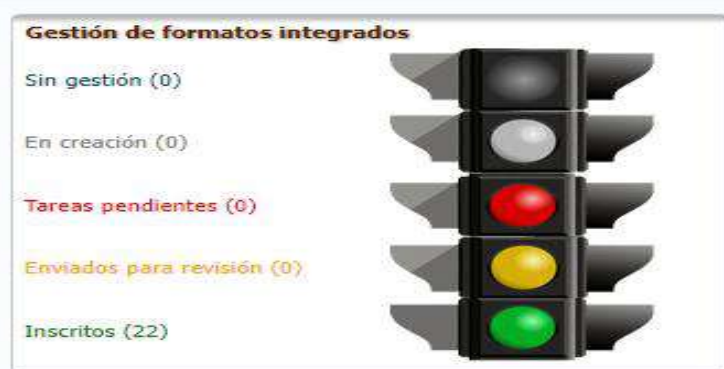 Gestión de formatos integrados
Sin gestión (0)
En creación (0)
Tareas pendientes (0)
Enviados para revisión (0)
Inscritos (22)